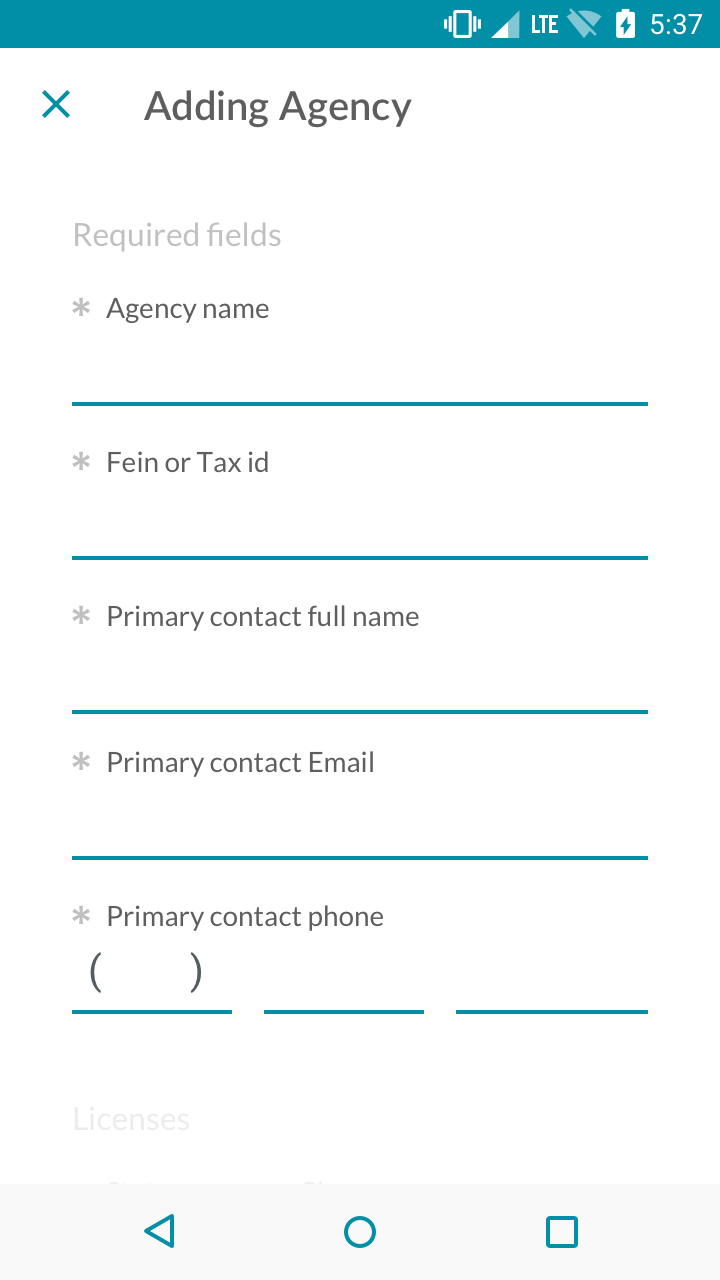 LTE 5:37
Adding Agency
Required fields
* Agency name
* Fein or Tax id
* Primary contact full name
* Primary contact Email
* Primary contact phone
( )
Licenses